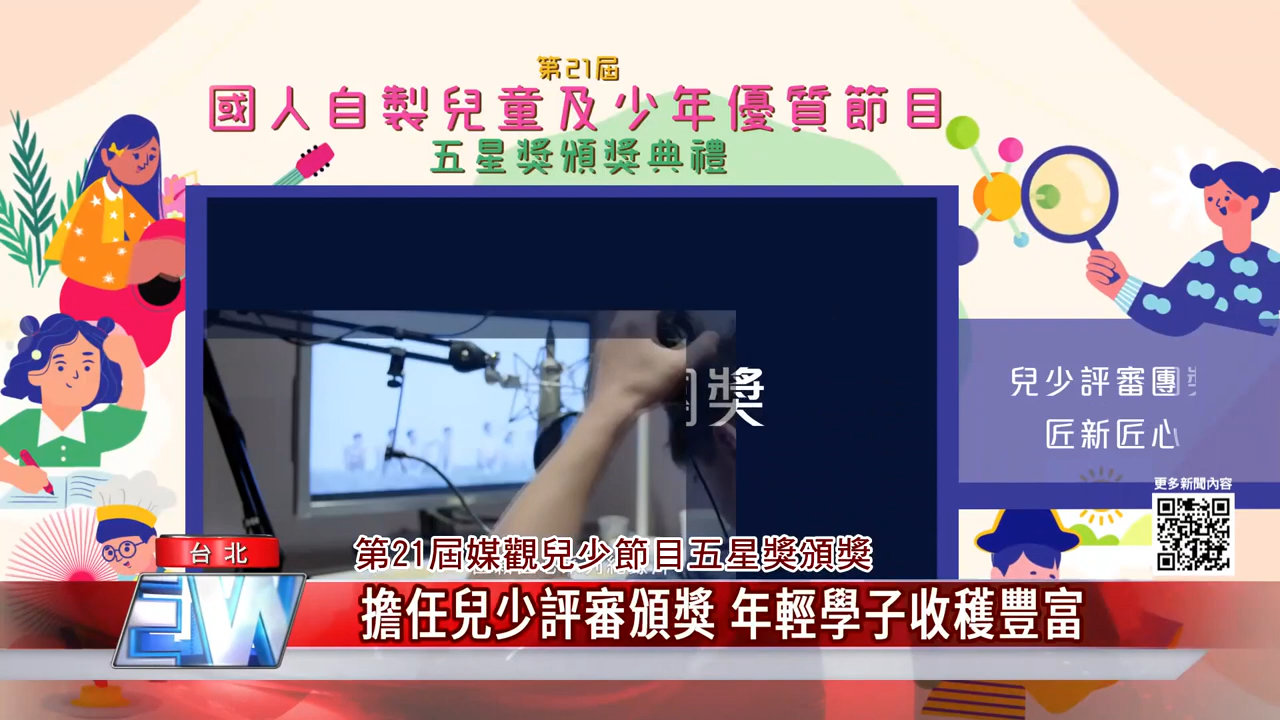 第21屆
國人自製兒童及少年優質節目
五星獎頒獎典禮
獎
兒少評審團
匠新匠心
更多新聞內容
台北
第21屆媒觀兒少節目五星獎頒獎
擔任兒少評審頒獎 年輕學子收穫豐富
EW